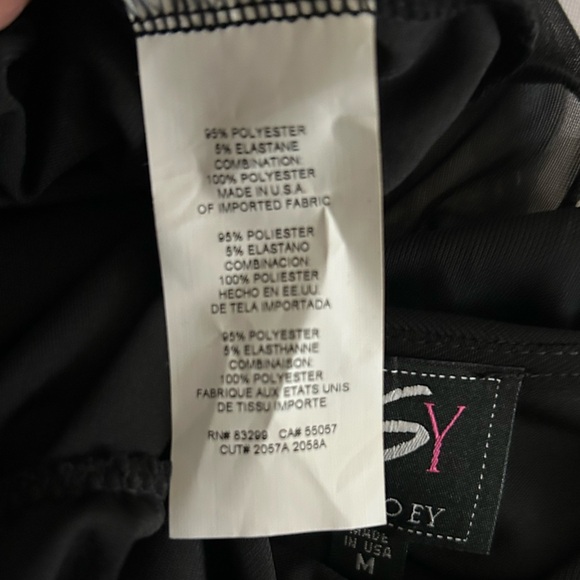 95% POLYESTER
5% ELASTANE
COMBINATION:
100% POLYESTER
MADE IN U.S.A.
OF IMPORTED FABRIC
95% POLIESTER
5% ELASTANO
COMBINACION:
100% POLIESTER
HECHO EN EE.UU.
DE TELA IMPORTADA
95% POLYESTER
5% ELASTHANNE
COMBINAISON:
100% POLYESTER
FABRIQUE AUX ETATS UNIS
DE TISSU IMPORTE
RN# 83299 CA# 55057
CUT# 2057A 2058A
SY
OEY
MADE
IN USA
M